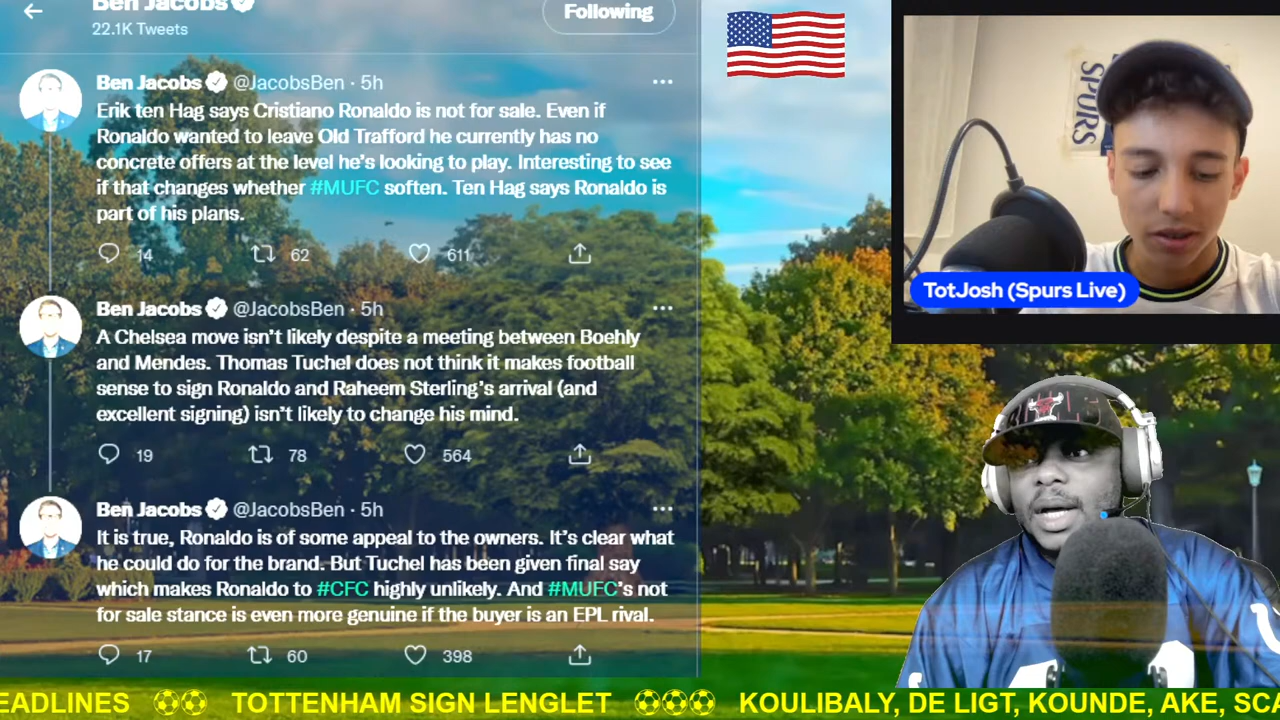 Ben Jacobs
Following
22.1K Tweets
Ben Jacobs @JacobsBen · 5h
Erik ten Hag says Cristiano Ronaldo is not for sale. Even if
Ronaldo wanted to leave Old Trafford he currently has no
concrete offers at the level he's looking to play. Interesting to see
if that changes whether #MUFC soften. Ten Hag says Ronaldo is
part of his plans.
14 62 611
Ben Jacobs @JacobsBen · 5h
A Chelsea move isn't likely despite a meeting between Boehly
and Mendes. Thomas Tuchel does not think it makes football
sense to sign Ronaldo and Raheem Sterling's arrival (and
excellent signing) isn't likely to change his mind.
19 78 564
Ben Jacobs @JacobsBen · 5h
It is true, Ronaldo is of some appeal to the owners. It's clear what
he could do for the brand. But Tuchel has been given final say
which makes Ronaldo to #CFC highly unlikely. And #MUFC's not
for sale stance is even more genuine if the buyer is an EPL rival.
17 60 398
SPURS
TotJosh (Spurs Live)
EADLINES ⚽⚽ TOTTENHAM SIGN LENGLET ⚽⚽⚽ KOULIBALY, DE LIGT, KOUNDE, AKE, SCA